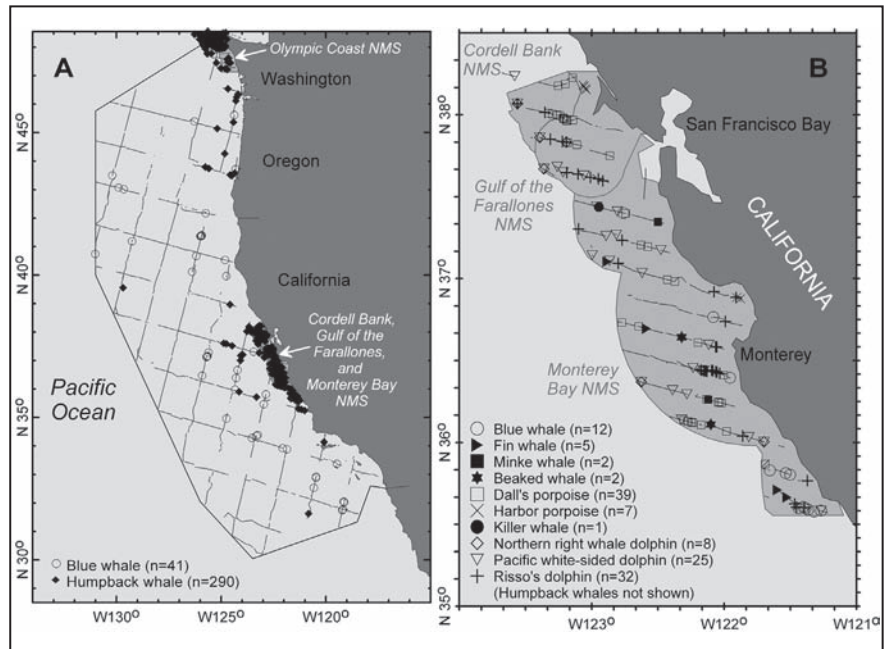 A
Olympic Coast NMS
Washington
Oregon
California
Cordell Bank,
Gulf of the
Farallones,
and
Monterey Bay
NMS
Pacific
Ocean
Blue whale (n=41)
Humpback whale (n=290)
N 45°
N 40°
N 35°
N 30°
W130°
W125°
W120°
B
Cordell Bank
NMS
San Francisco Bay
Gulf of the
Farallones
NMS
CALIFORNIA
Monterey
Monterey Bay
NMS
Blue whale (n=12)
Fin whale (n=5)
Minke whale (n=2)
Beaked whale (n=2)
Dall's porpoise (n=39)
Harbor porpoise (n=7)
Killer whale (n=1)
Northern right whale dolphin (n=8)
Pacific white-sided dolphin (n=25)
Risso's dolphin (n=32)
(Humpback whales not shown)
N 38°
N 37°
N 36°
N 35°
W123°
W122°
W121°